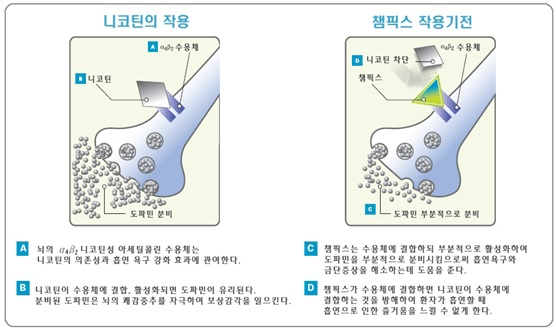 니코틴의 작용
A α4β2 수용체
B 니코틴
도파민 분비
A 뇌의 α4β2 니코틴성 아세틸콜린 수용체는
니코틴의 의존성과 흡연 욕구 강화 효과에 관여한다.
B 니코틴이 수용체에 결합, 활성화되면 도파민이 유리된다.
분비된 도파민은 뇌의 쾌감중추를 자극하여 보상감각을 일으킨다.
챔픽스 작용기전
α4β2 수용체
D 니코틴 차단
챔픽스
C 도파민 부분적으로 분비
C 챔픽스는 수용체에 결합하되 부분적으로 활성화하여
도파민을 부분적으로 분비시킴으로써 흡연욕구와
금단증상을 해소하는데 도움을 준다.
D 챔픽스가 수용체에 결합하면 니코틴이 수용체에
결합하는 것을 방해하여 환자가 흡연할 때
흡연으로 인한 즐거움을 느낄 수 없게 한다.